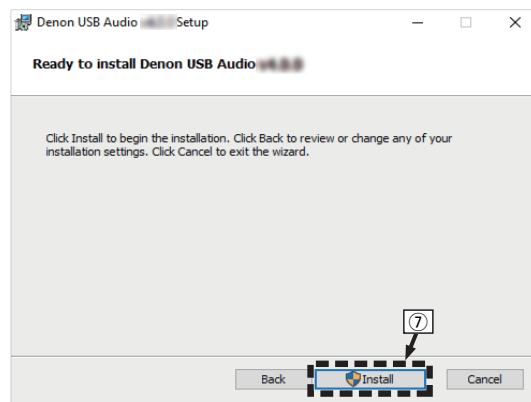 Denon USB Audio Setup
Ready to install Denon USB Audio
Click Install to begin the installation. Click Back to review or change any of your
installation settings. Click Cancel to exit the wizard.
⑦
Back Install Cancel